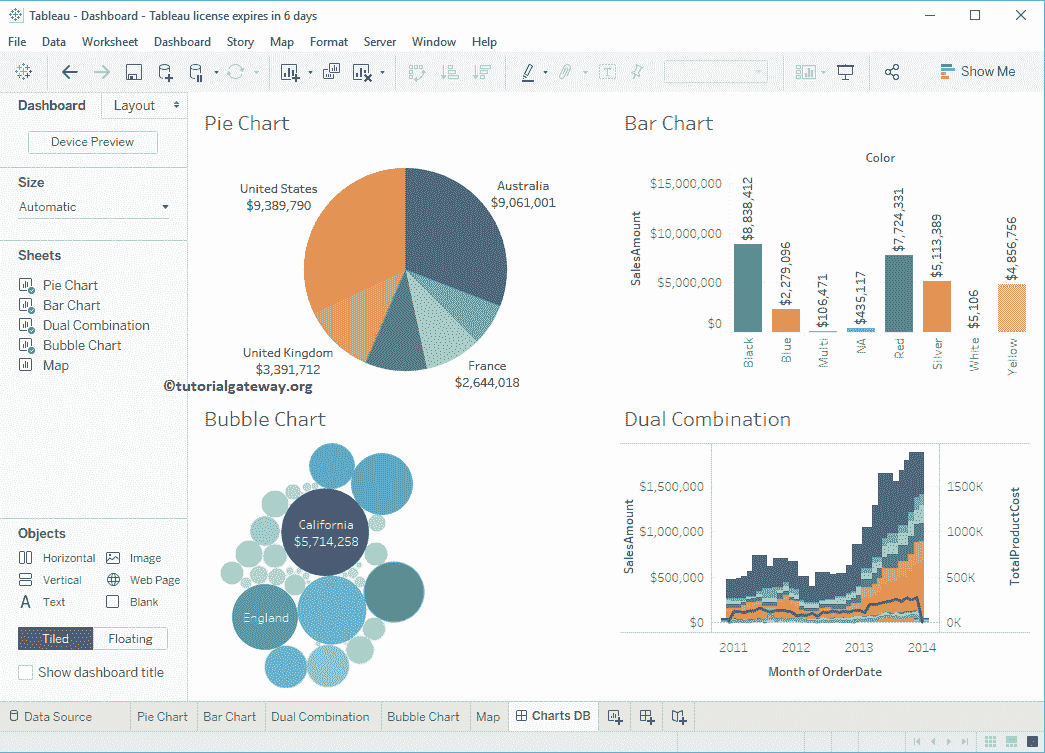 Tableau - Dashboard - Tableau license expires in 6 days
File Data Worksheet Dashboard Story Map Format Server Window Help
Show Me
Dashboard Layout
Device Preview
Size
Automatic
Sheets
Pie Chart
Bar Chart
Dual Combination
Bubble Chart
Map
Objects
Horizontal Image
Vertical Web Page
Text Blank
Tiled Floating
Show dashboard title
Pie Chart
United States
$9,389,790
Australia
$9,061,001
United Kingdom
$3,391,712
France
$2,644,018
©tutorialgateway.org
Bar Chart
Color
SalesAmount
$15,000,000
$10,000,000
$5,000,000
$0
$8,838,412
$2,279,096
$106,471
$435,117
$7,724,331
$5,113,389
$5,106
$4,856,756
Black
Blue
Multi
NA
Red
Silver
White
Yellow
Bubble Chart
California
$5,714,258
England
Dual Combination
SalesAmount
$1,500,000
$1,000,000
$500,000
$0
1500K
1000K
500K
0K
TotalProductCost
2011 2012 2013 2014
Month of OrderDate
Data Source Pie Chart Bar Chart Dual Combination Bubble Chart Map Charts DB